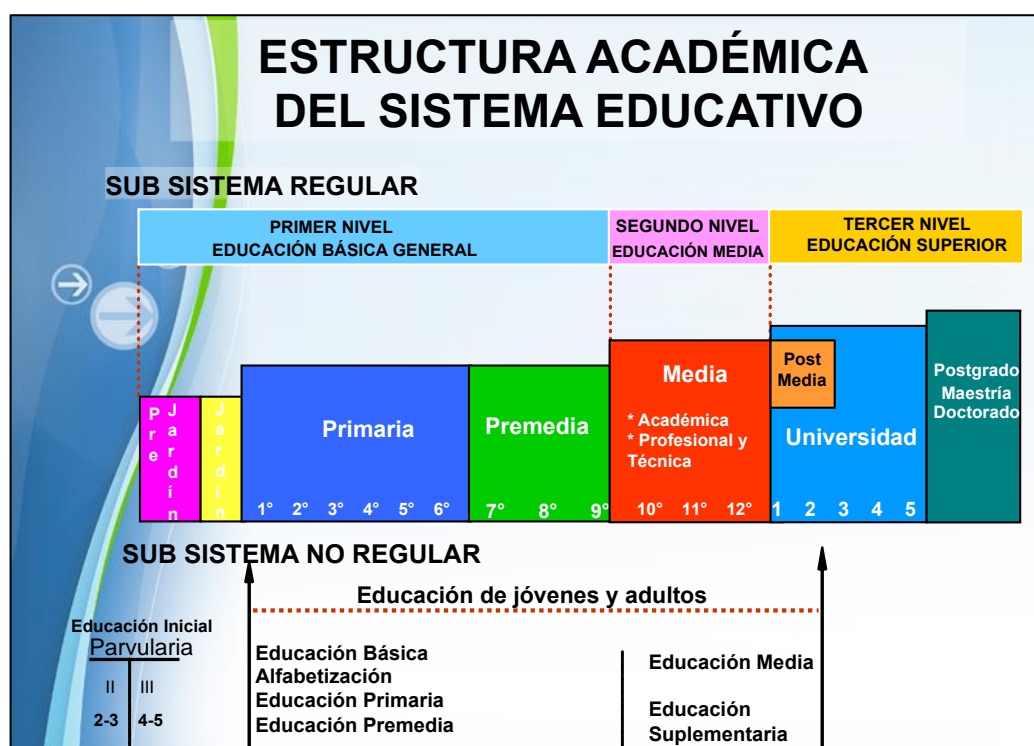 ESTRUCTURA ACADÉMICA
DEL SISTEMA EDUCATIVO
SUB SISTEMA REGULAR
PRIMER NIVEL
EDUCACIÓN BÁSICA GENERAL
SEGUNDO NIVEL
EDUCACIÓN MEDIA
TERCER NIVEL
EDUCACIÓN SUPERIOR
Pre
Jardín
Jardín
Primaria
1° 2° 3° 4° 5° 6°
Premedia
7° 8° 9°
Media
* Académica
* Profesional y
Técnica
10° 11° 12°
Post
Media
Universidad
1 2 3 4 5
Postgrado
Maestría
Doctorado
SUB SISTEMA NO REGULAR
Educación de jóvenes y adultos
Educación Inicial
Parvularia
II III
2-3 4-5
Educación Básica
Alfabetización
Educación Primaria
Educación Premedia
Educación Media
Educación
Suplementaria